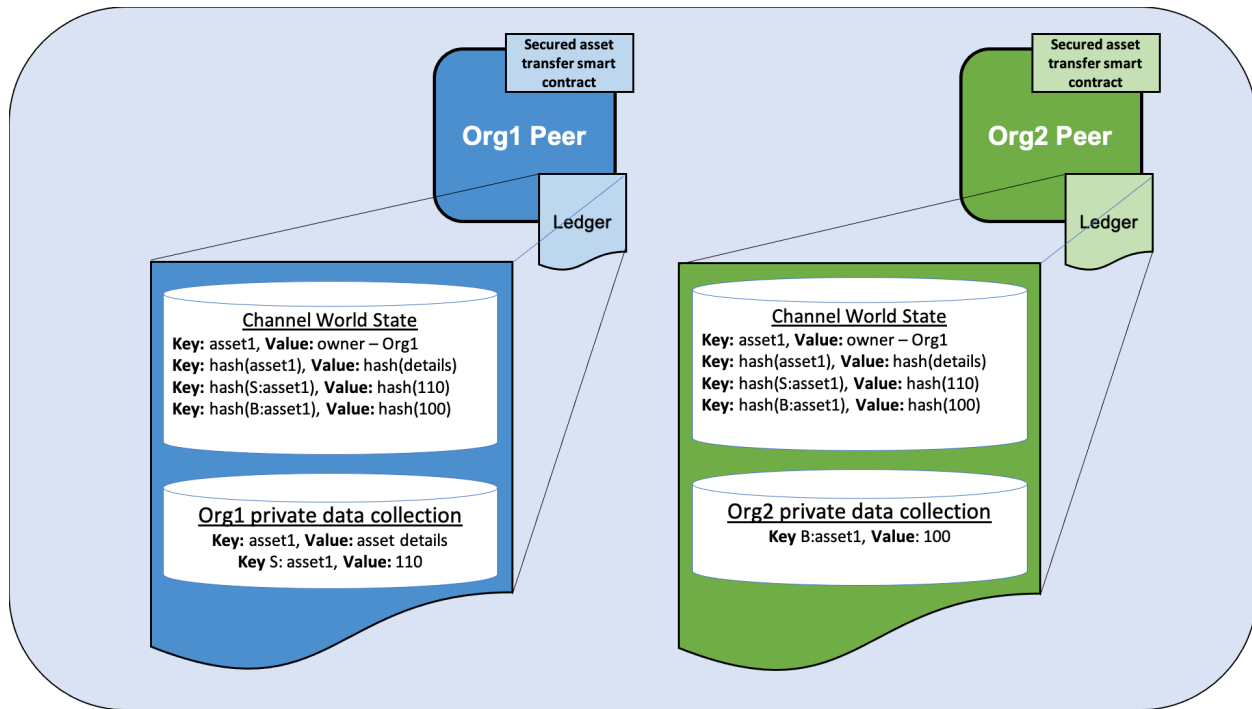 Secured asset
transfer smart
contract
Org1 Peer
Ledger
Channel World State
Key: asset1, Value: owner – Org1
Key: hash(asset1), Value: hash(details)
Key: hash(S:asset1), Value: hash(110)
Key: hash(B:asset1), Value: hash(100)
Org1 private data collection
Key: asset1, Value: asset details
Key S: asset1, Value: 110
Secured asset
transfer smart
contract
Org2 Peer
Ledger
Channel World State
Key: asset1, Value: owner – Org1
Key: hash(asset1), Value: hash(details)
Key: hash(S:asset1), Value: hash(110)
Key: hash(B:asset1), Value: hash(100)
Org2 private data collection
Key B:asset1, Value: 100